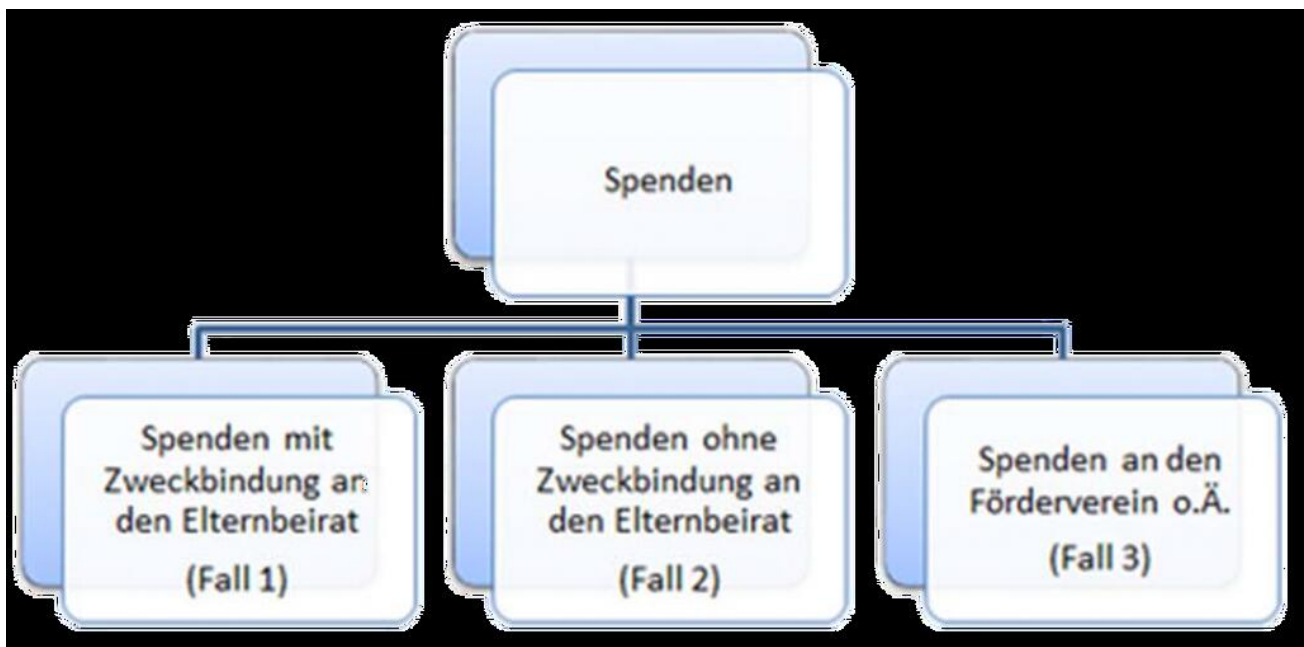 Spenden
Spenden mit
Zweckbindung an
den Elternbeirat
(Fall 1)
Spenden ohne
Zweckbindung an
den Elternbeirat
(Fall 2)
Spenden an den
Förderverein o.Ä.
(Fall 3)